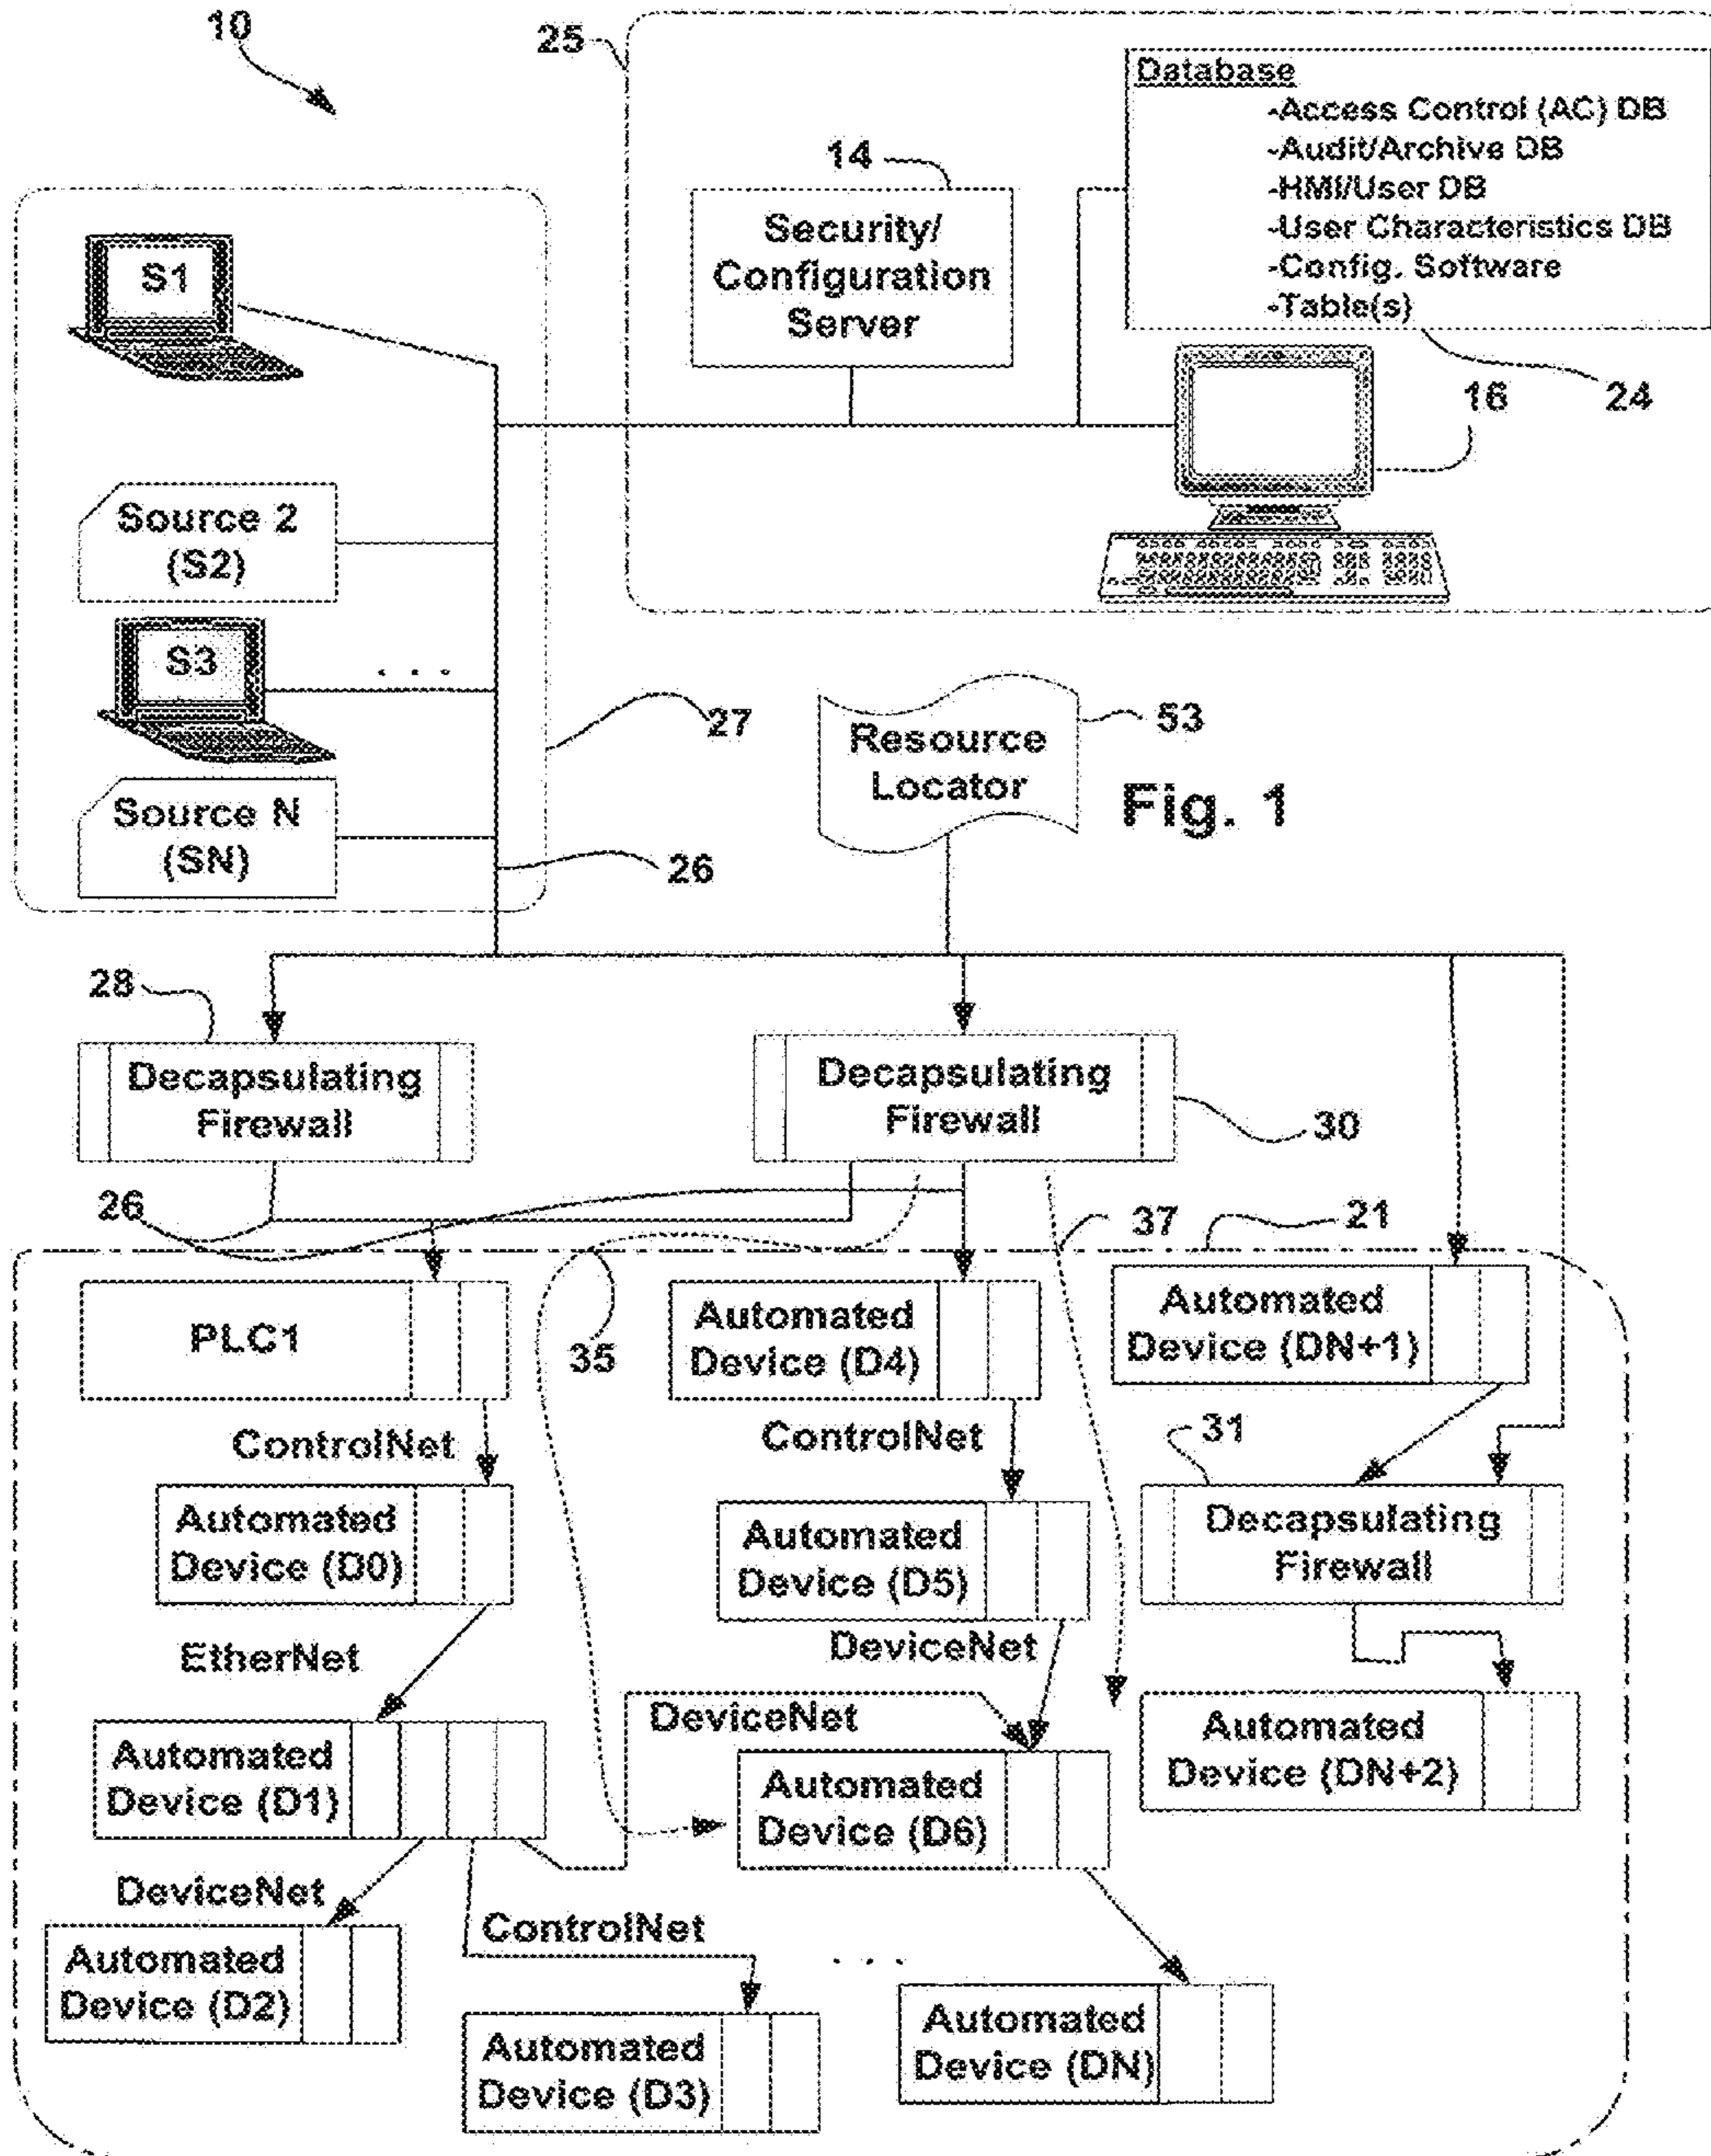 10
25
Database
-Access Control (AC) DB
-Audit/Archive DB
-HMI/User DB
-User Characteristics DB
-Config. Software
-Table(s)
14
Security/
Configuration
Server
S1
16
24
Source 2
(S2)
S3
. . .
27
Resource
Locator
53
Fig. 1
Source N
(SN)
26
28
Decapsulating
Firewall
Decapsulating
Firewall
30
26
37
21
PLC1
35
Automated
Device (D4)
Automated
Device (DN+1)
ControlNet
ControlNet
31
Automated
Device (D0)
Automated
Device (D5)
Decapsulating
Firewall
EtherNet
DeviceNet
DeviceNet
Automated
Device (D1)
Automated
Device (D6)
Automated
Device (DN+2)
DeviceNet
ControlNet
. . .
Automated
Device (D2)
Automated
Device (D3)
Automated
Device (DN)